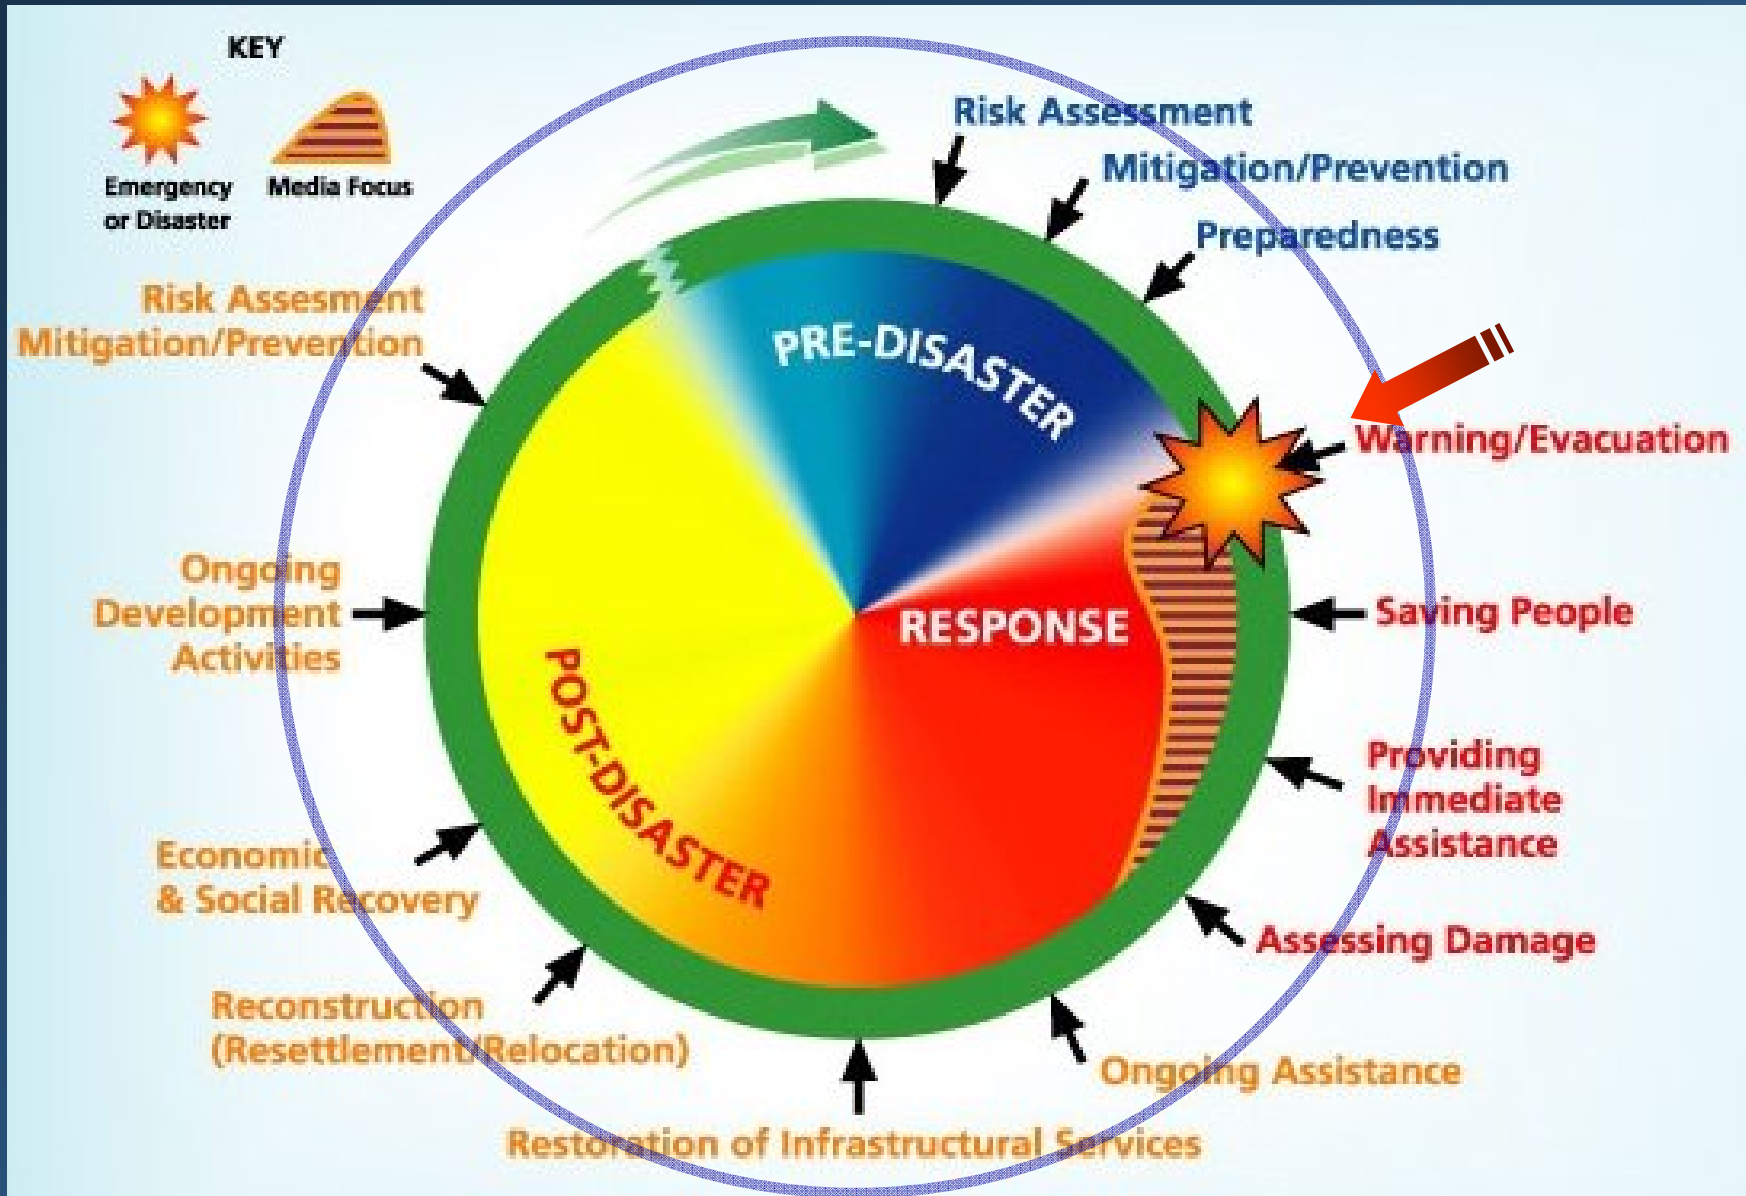 KEY
Emergency
or Disaster
Media Focus
Risk Assessment
Mitigation/Prevention
Preparedness
Warning/Evacuation
Saving People
Providing
Immediate
Assistance
Assessing Damage
Ongoing Assistance
Restoration of Infrastructural Services
Reconstruction
(Resettlement/Relocation)
Economic
& Social Recovery
Ongoing
Development
Activities
Risk Assesment
Mitigation/Prevention
PRE-DISASTER
RESPONSE
POST-DISASTER